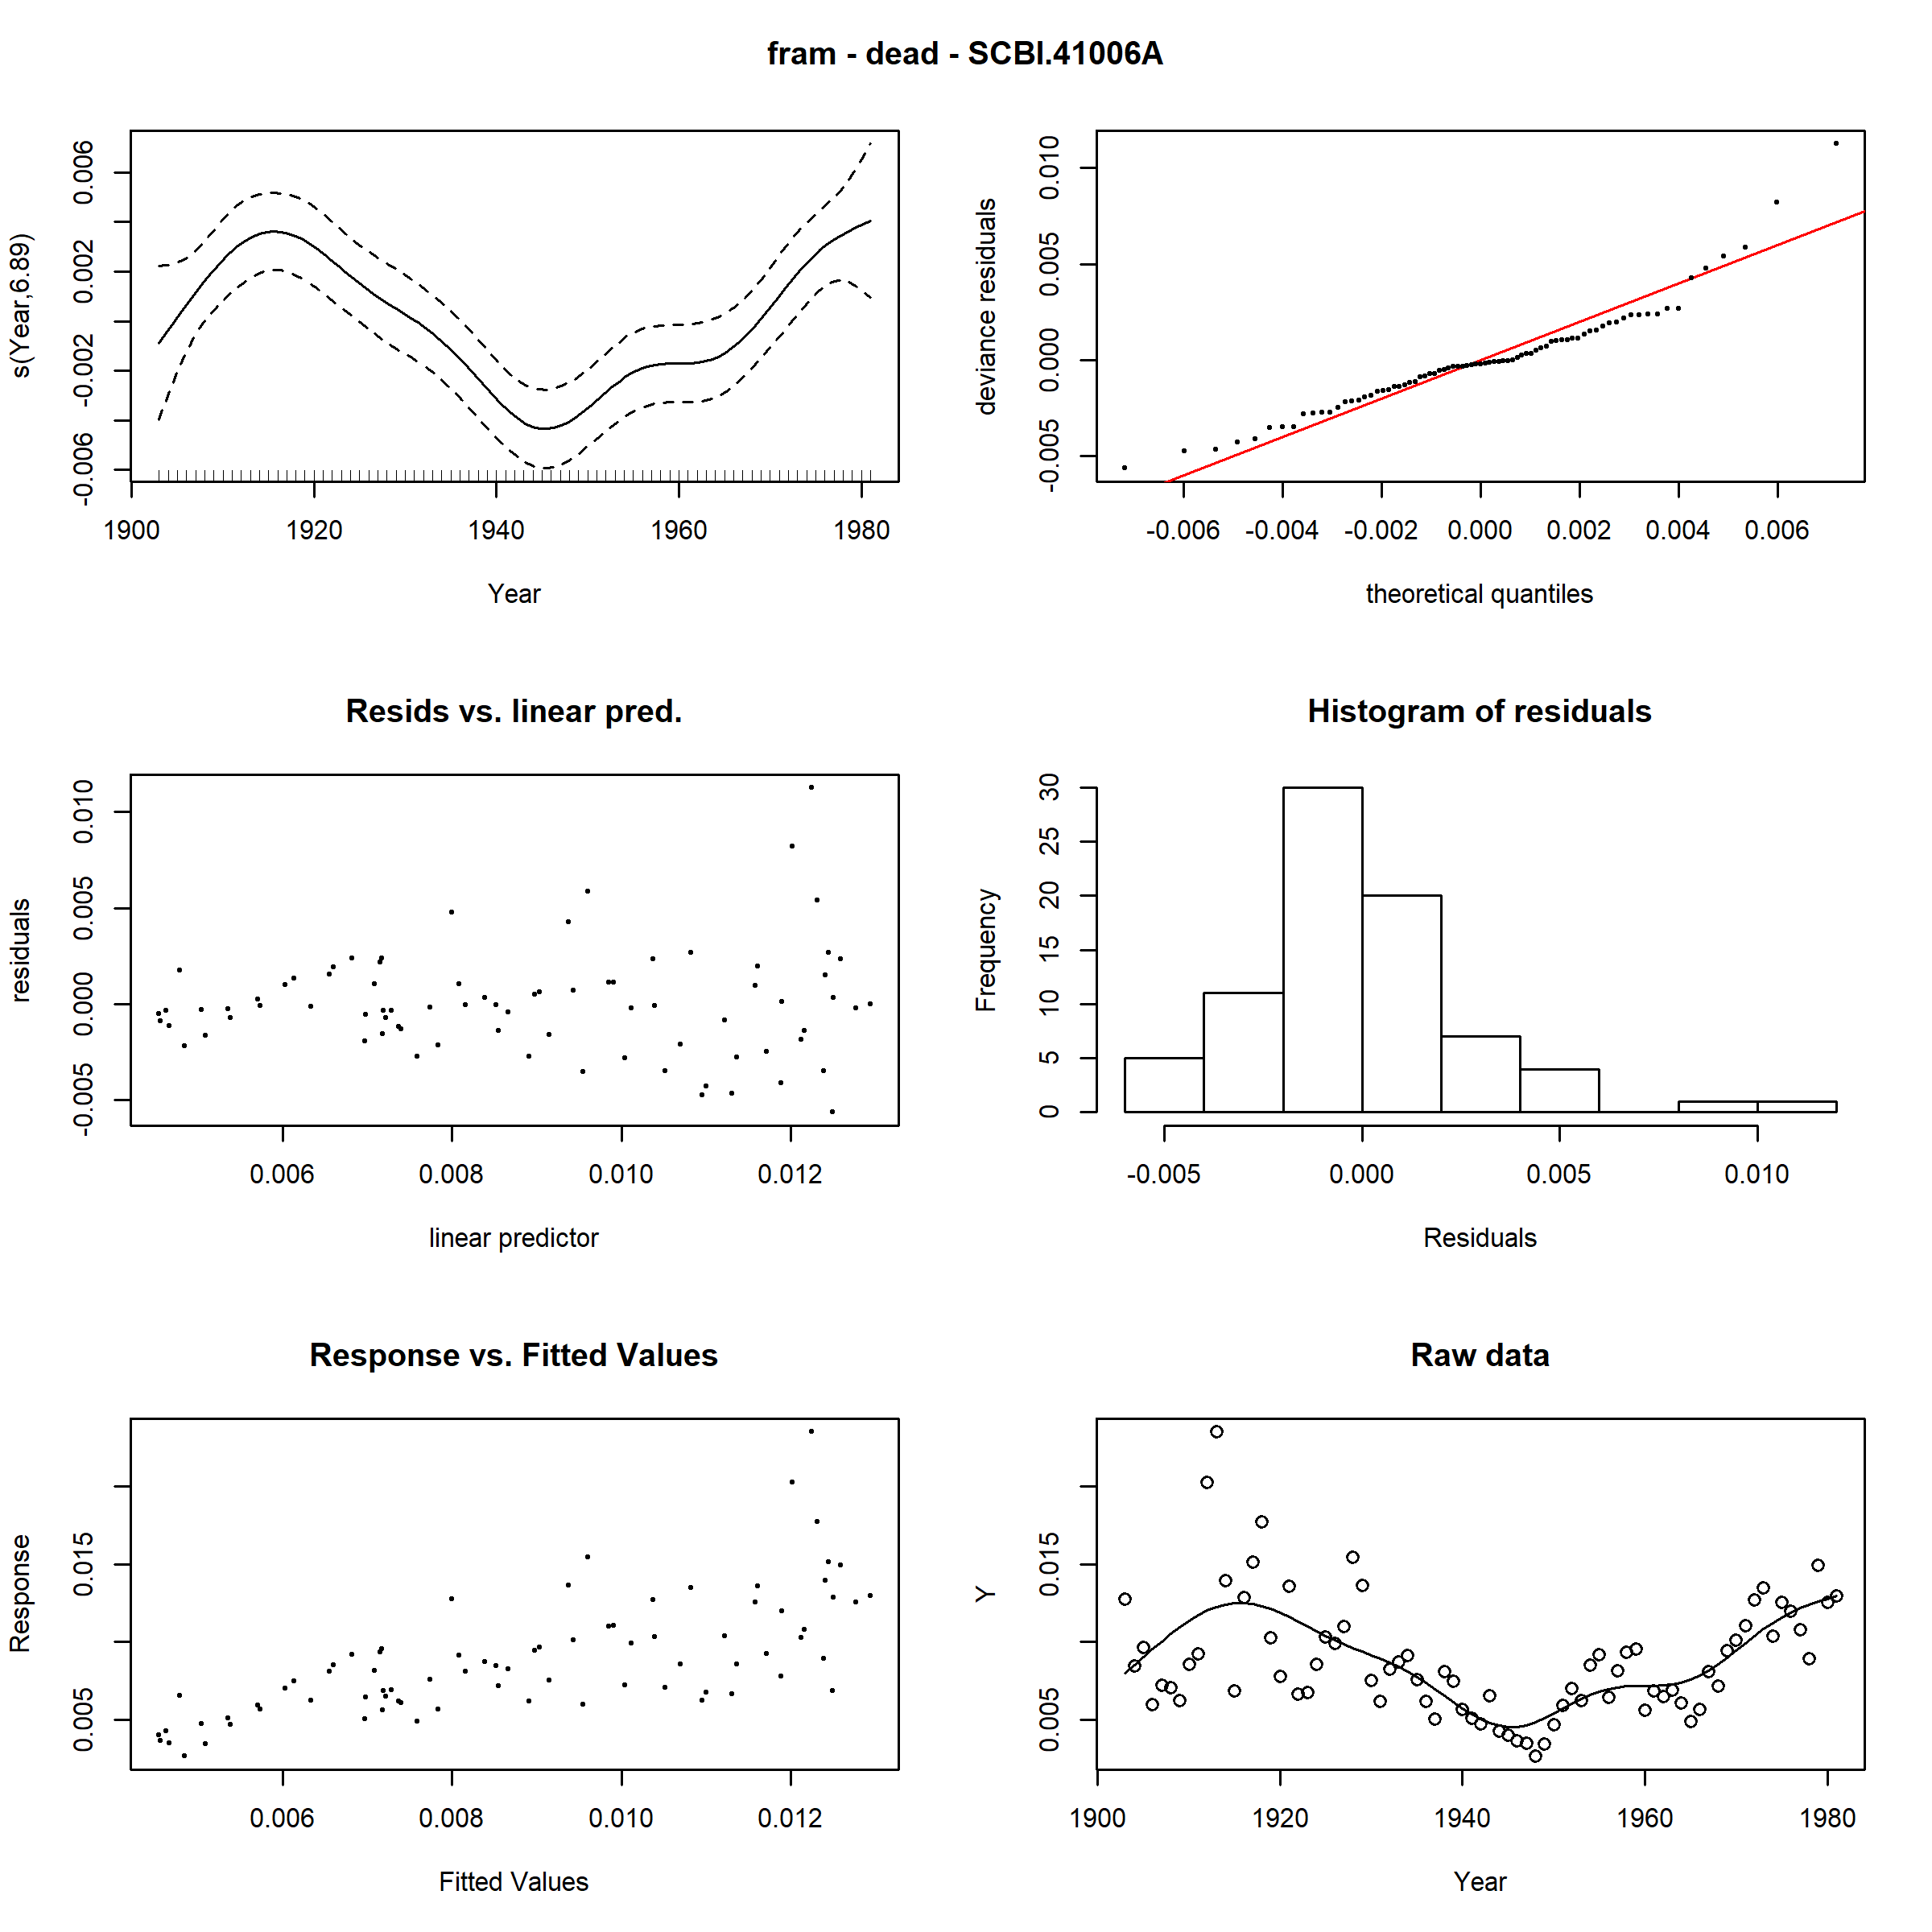 fram - dead - SCBI.41006A
s(Year,6.89)
-0.006 -0.002 0.002 0.006
1900 1920 1940 1960 1980
Year
deviance residuals
-0.005 0.000 0.005 0.010
-0.006 -0.004 -0.002 0.000 0.002 0.004 0.006
theoretical quantiles
Resids vs. linear pred.
residuals
-0.005 0.000 0.005 0.010
0.006 0.008 0.010 0.012
linear predictor
Histogram of residuals
Frequency
0 5 10 15 20 25 30
-0.005 0.000 0.005 0.010
Residuals
Response vs. Fitted Values
Response
0.005 0.015
0.006 0.008 0.010 0.012
Fitted Values
Raw data
Y
0.005 0.015
1900 1920 1940 1960 1980
Year